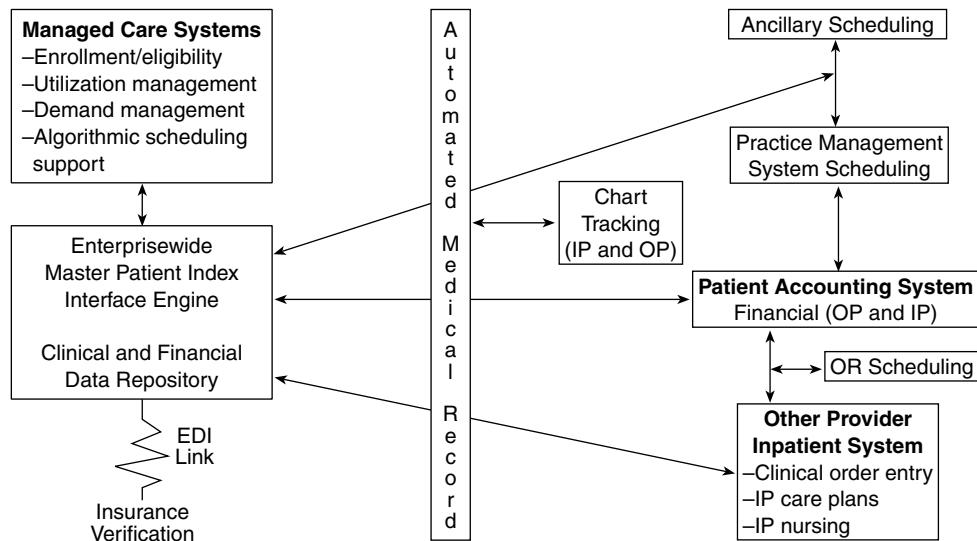 Managed Care Systems
–Enrollment/eligibility
–Utilization management
–Demand management
–Algorithmic scheduling
support
Enterprisewide
Master Patient Index
Interface Engine
Clinical and Financial
Data Repository
EDI
Link
Insurance
Verification
Automated Medical Record
Chart
Tracking
(IP and OP)
Ancillary Scheduling
Practice Management
System Scheduling
Patient Accounting System
Financial (OP and IP)
OR Scheduling
Other Provider
Inpatient System
–Clinical order entry
–IP care plans
–IP nursing